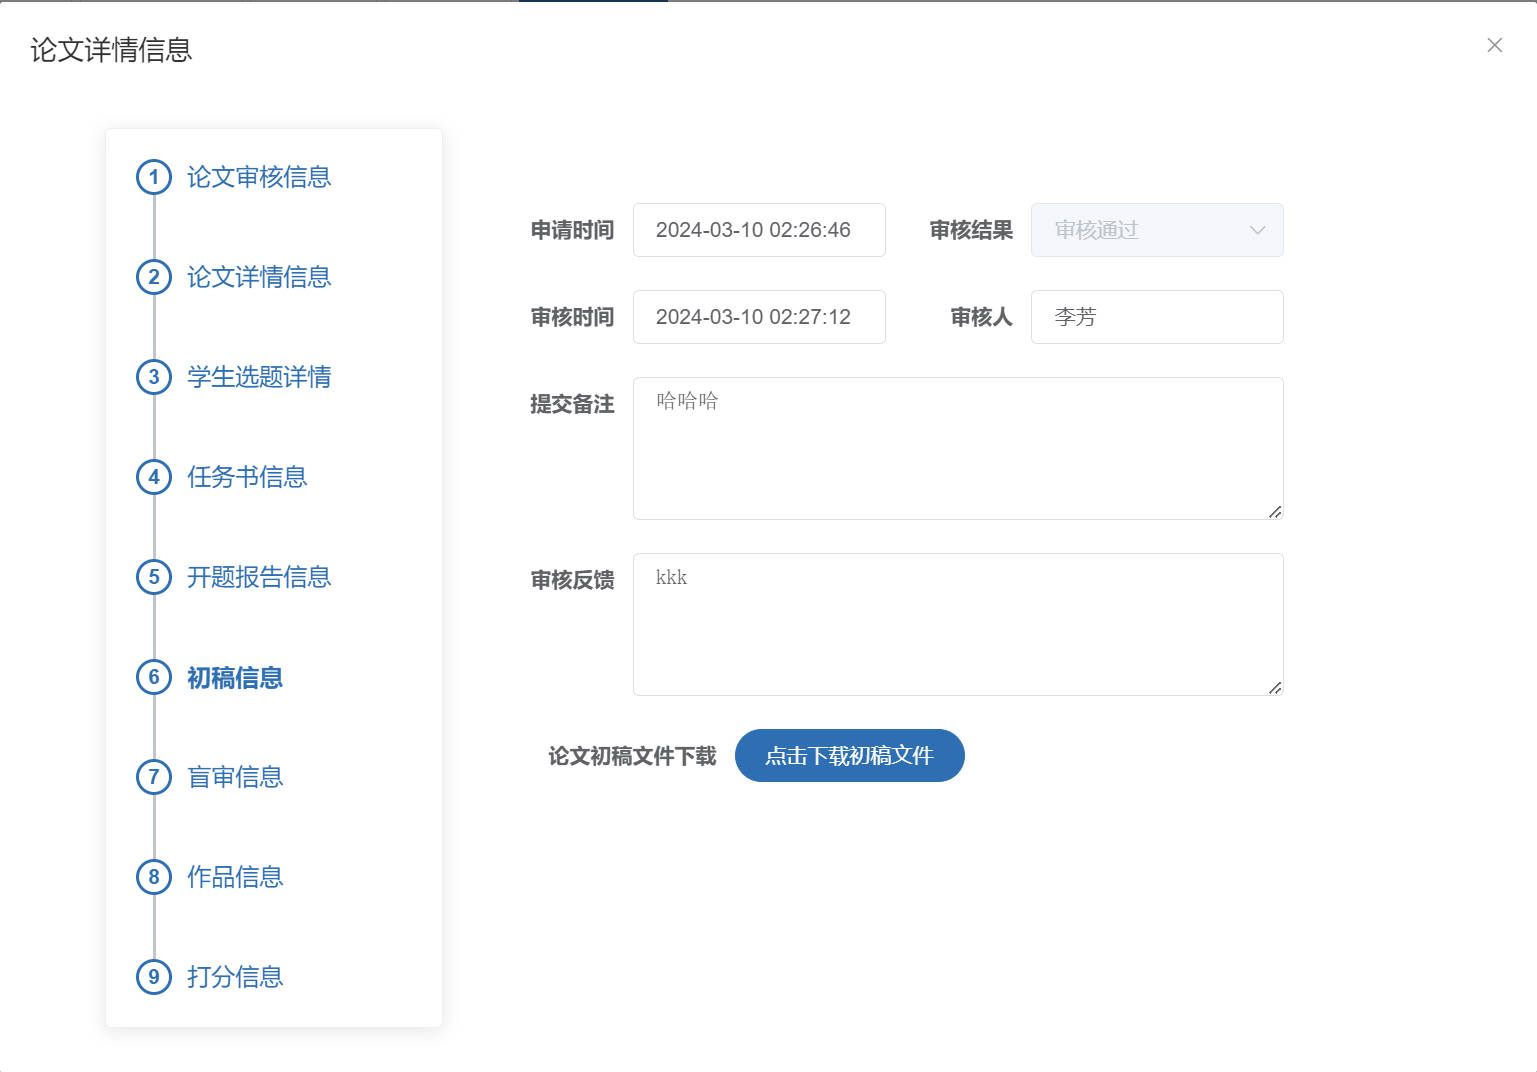 论文详情信息
1 论文审核信息
2 论文详情信息
3 学生选题详情
4 任务书信息
5 开题报告信息
6 初稿信息
7 盲审信息
8 作品信息
9 打分信息
申请时间 2024-03-10 02:26:46 审核结果 审核通过
审核时间 2024-03-10 02:27:12 审核人 李芳
提交备注 哈哈哈
审核反馈 kkk
论文初稿文件下载 点击下载初稿文件